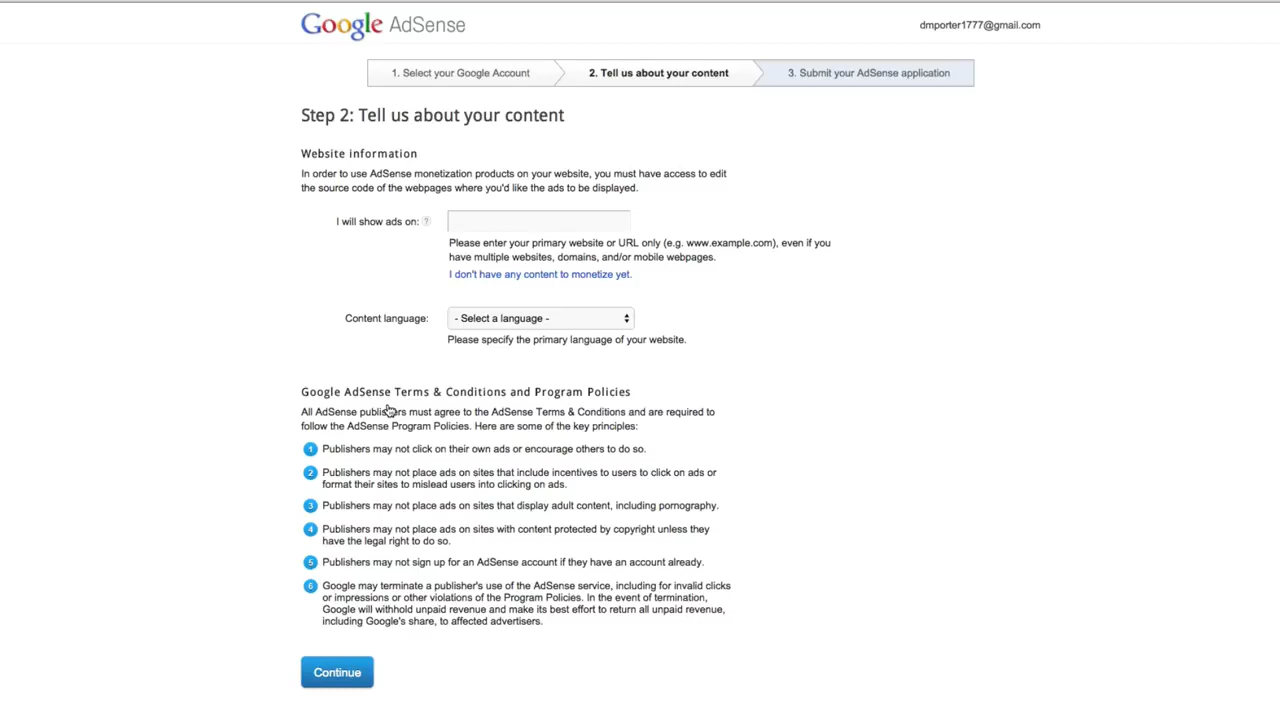 Google AdSense
dmporter1777@gmail.com
1. Select your Google Account
2. Tell us about your content
3. Submit your AdSense application
Step 2: Tell us about your content
Website information
In order to use AdSense monetization products on your website, you must have access to edit
the source code of the webpages where you'd like the ads to be displayed.
I will show ads on: ?
Please enter your primary website or URL only (e.g. www.example.com), even if you
have multiple websites, domains, and/or mobile webpages.
I don't have any content to monetize yet.
Content language:
- Select a language -
Please specify the primary language of your website.
Google AdSense Terms & Conditions and Program Policies
All AdSense publishers must agree to the AdSense Terms & Conditions and are required to
follow the AdSense Program Policies. Here are some of the key principles:
1 Publishers may not click on their own ads or encourage others to do so.
2 Publishers may not place ads on sites that include incentives to users to click on ads or
format their sites to mislead users into clicking on ads.
3 Publishers may not place ads on sites that display adult content, including pornography.
4 Publishers may not place ads on sites with content protected by copyright unless they
have the legal right to do so.
5 Publishers may not sign up for an AdSense account if they have an account already.
6 Google may terminate a publisher's use of the AdSense service, including for invalid clicks
or impressions or other violations of the Program Policies. In the event of termination,
Google will withhold unpaid revenue and make its best effort to return all unpaid revenue,
including Google's share, to affected advertisers.
Continue